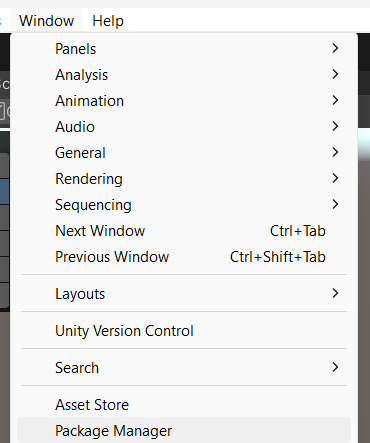 Window Help
Panels
Analysis
Animation
Audio
General
Rendering
Sequencing
Next Window Ctrl+Tab
Previous Window Ctrl+Shift+Tab
Layouts
Unity Version Control
Search
Asset Store
Package Manager